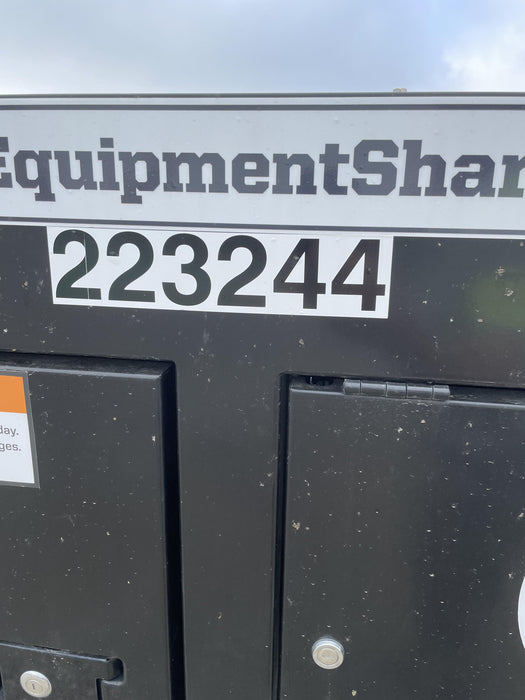 EquipmentShar
223244
day.
ges.